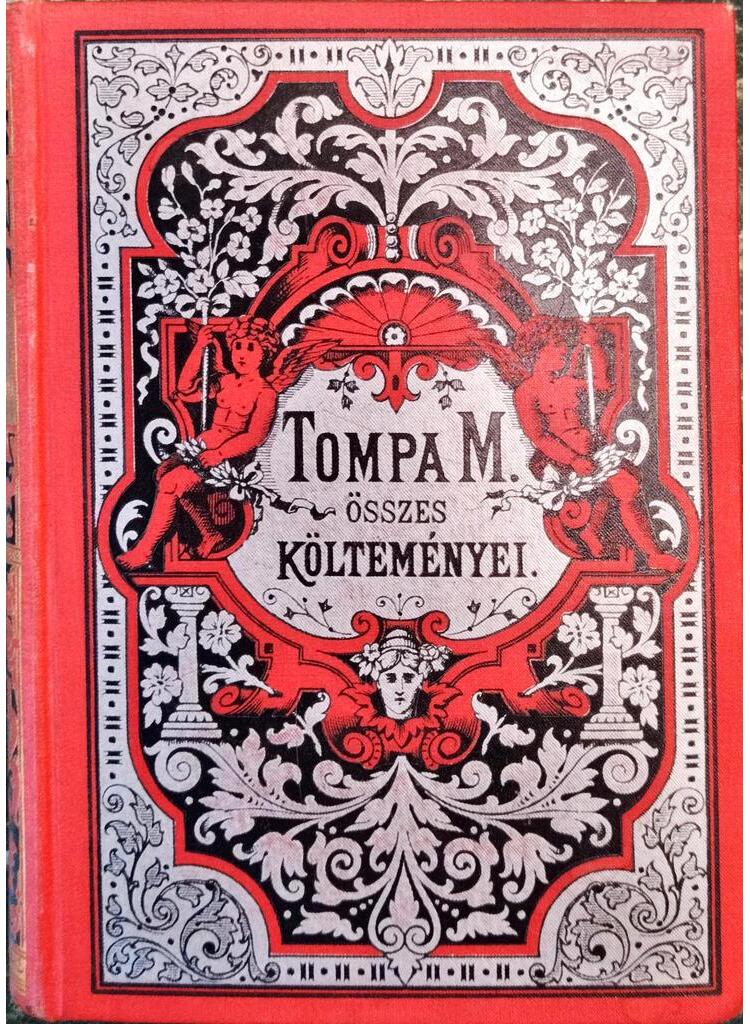 TOMPA M.
ÖSSZES
KÖLTEMÉNYEI.